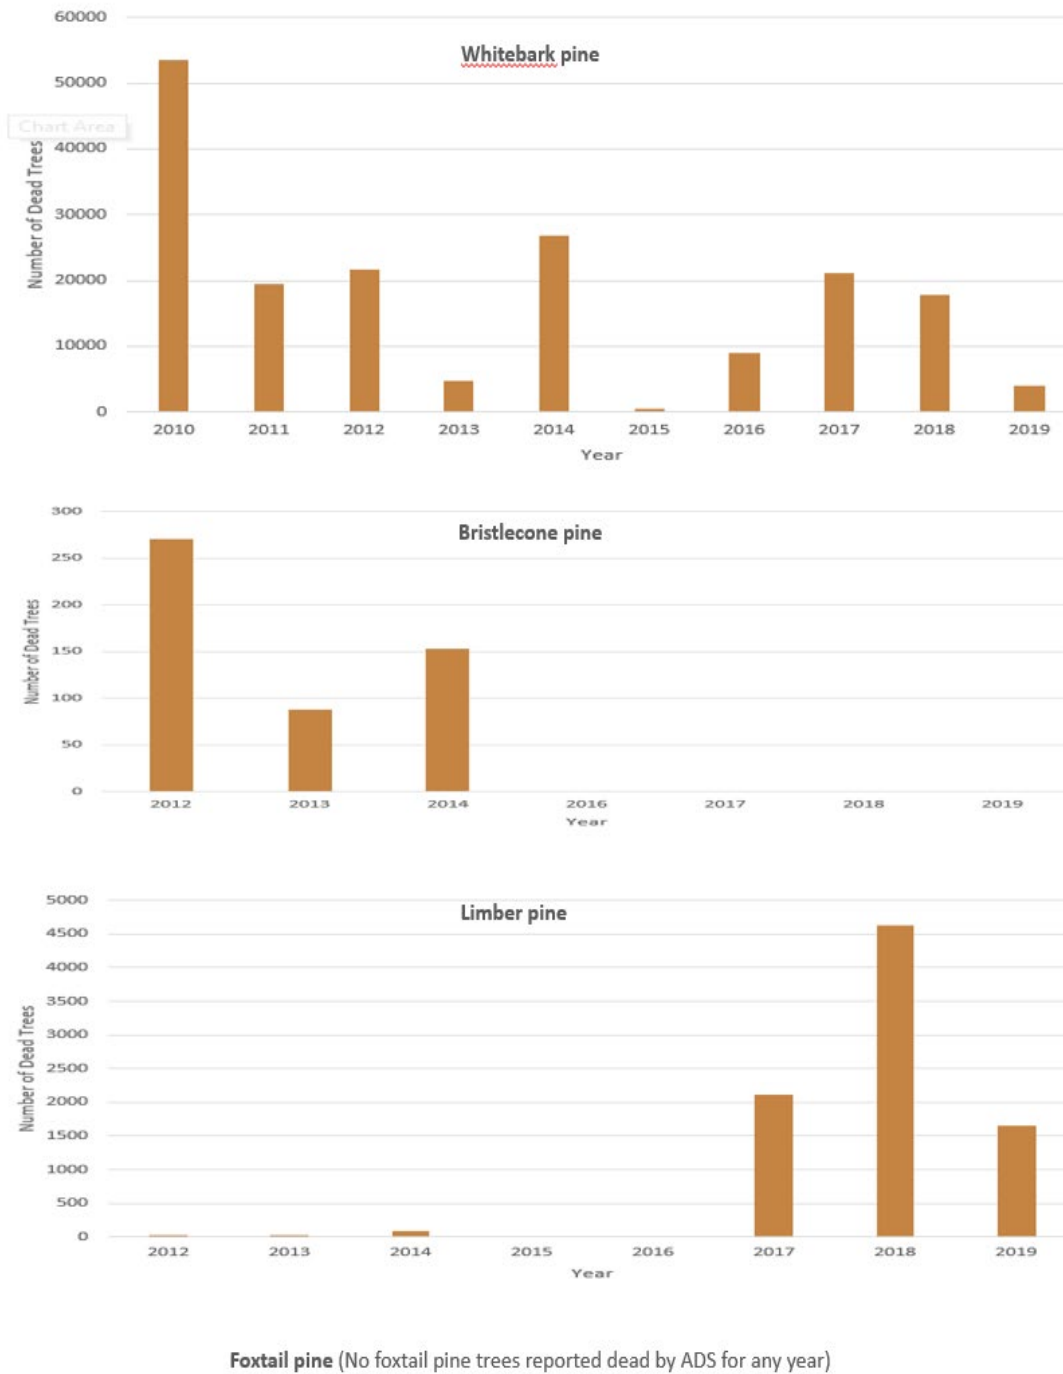 60000
Whitebark pine
50000
Chart Area
40000
30000
20000
10000
0
Number of Dead Trees
2010 2011 2012 2013 2014 2015 2016 2017 2018 2019
Year
300
Bristlecone pine
250
200
150
100
50
0
Number of Dead Trees
2012 2013 2014 2016 2017 2018 2019
Year
5000
Limber pine
4500
4000
3500
3000
2500
2000
1500
1000
500
0
Number of Dead Trees
2012 2013 2014 2015 2016 2017 2018 2019
Year
Foxtail pine (No foxtail pine trees reported dead by ADS for any year)